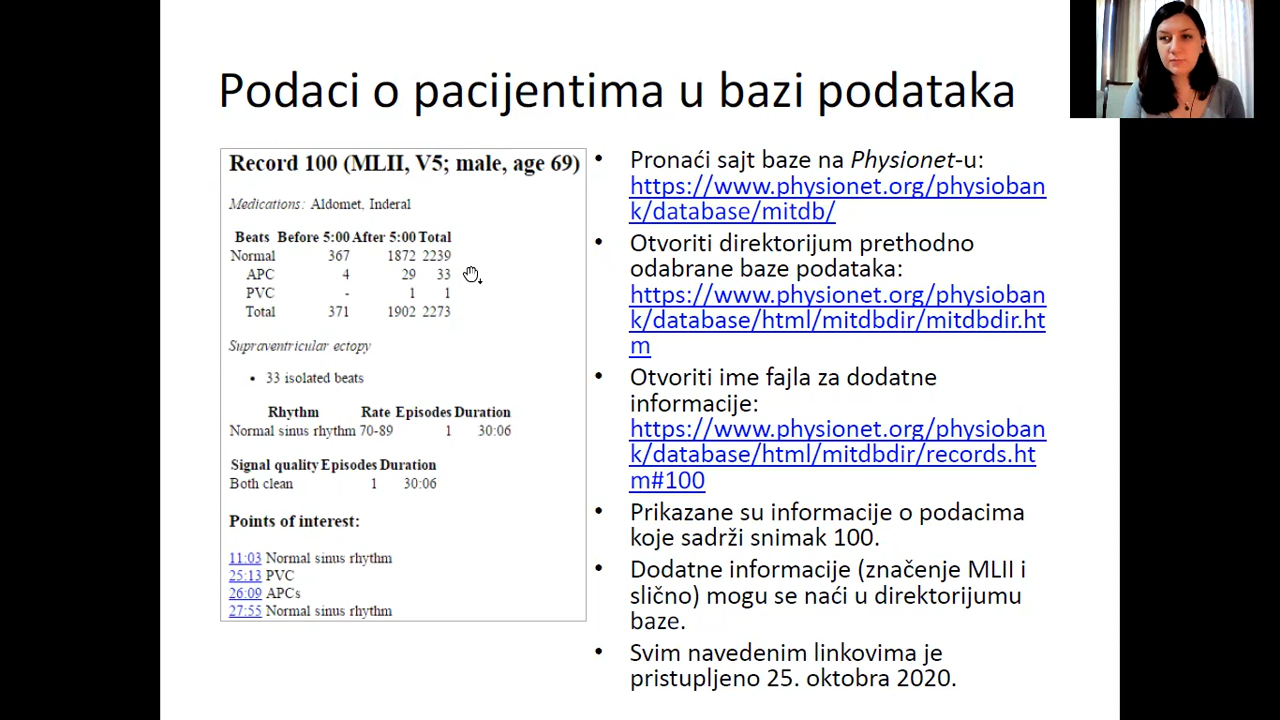 Podaci o pacijentima u bazi podataka
Record 100 (MLII, V5; male, age 69)
Medications: Aldomet, Inderal
Beats Before 5:00 After 5:00 Total
Normal 367 1872 2239
APC 4 29 33
PVC - 1 1
Total 371 1902 2273
Supraventricular ectopy
• 33 isolated beats
Rhythm Rate Episodes Duration
Normal sinus rhythm 70-89 1 30:06
Signal quality Episodes Duration
Both clean 1 30:06
Points of interest:
11:03 Normal sinus rhythm
25:13 PVC
26:09 APCs
27:55 Normal sinus rhythm
• Pronaći sajt baze na Physionet-u:
https://www.physionet.org/physioban
k/database/mitdb/
• Otvoriti direktorijum prethodno
odabrane baze podataka:
https://www.physionet.org/physioban
k/database/html/mitdbdir/mitdbdir.ht
m
• Otvoriti ime fajla za dodatne
informacije:
https://www.physionet.org/physioban
k/database/html/mitdbdir/records.ht
m#100
• Prikazane su informacije o podacima
koje sadrži snimak 100.
• Dodatne informacije (značenje MLII i
slično) mogu se naći u direktorijumu
baze.
• Svim navedenim linkovima je
pristupljeno 25. oktobra 2020.